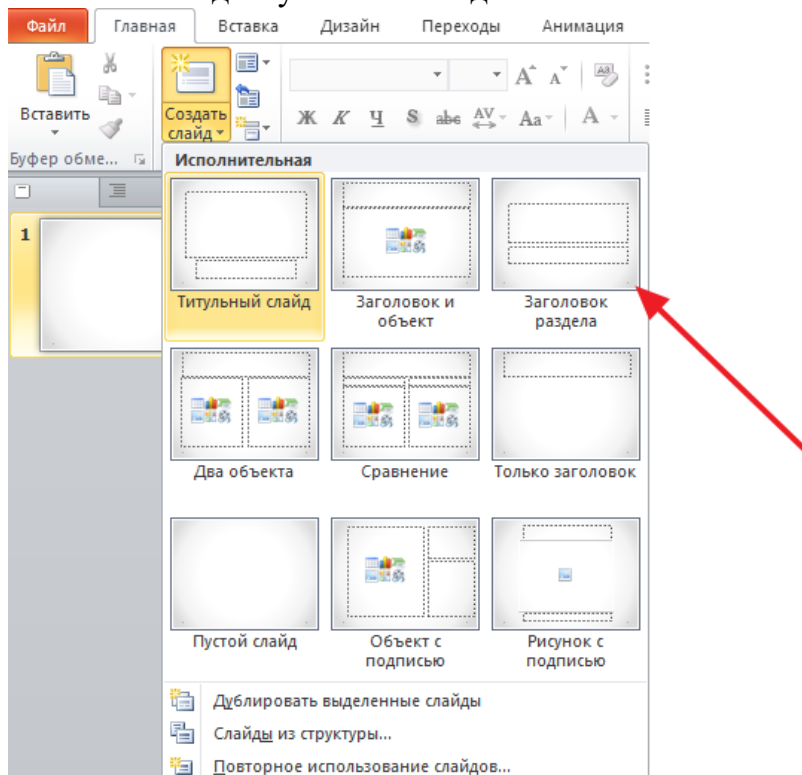 Файл Главная Вставка Дизайн Переходы Анимация
Вставить
Создать
слайд
Ж К Ч S abc AV Aa A
A A AB
Буфер обме...
Исполнительная
1
Титульный слайд
Заголовок и
объект
Заголовок
раздела
Два объекта
Сравнение
Только заголовок
Пустой слайд
Объект с
подписью
Рисунок с
подписью
Дублировать выделенные слайды
Слайды из структуры...
Повторное использование слайдов...